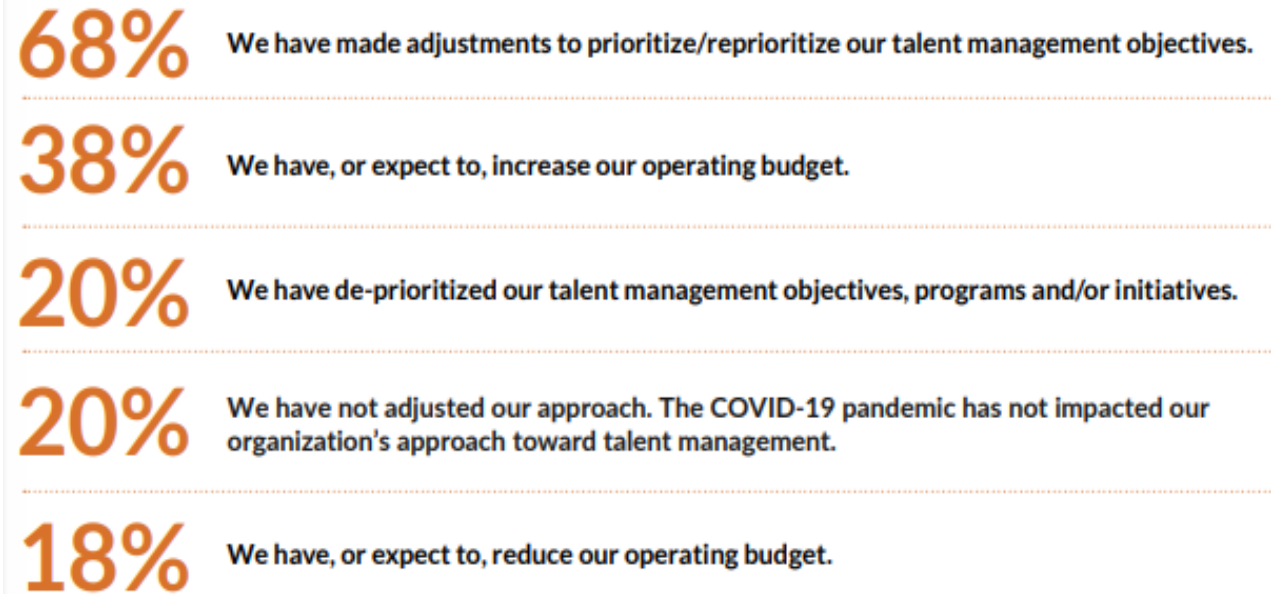 68% We have made adjustments to prioritize/reprioritize our talent management objectives.
38% We have, or expect to, increase our operating budget.
20% We have de-prioritized our talent management objectives, programs and/or initiatives.
20% We have not adjusted our approach. The COVID-19 pandemic has not impacted our
organization's approach toward talent management.
18% We have, or expect to, reduce our operating budget.